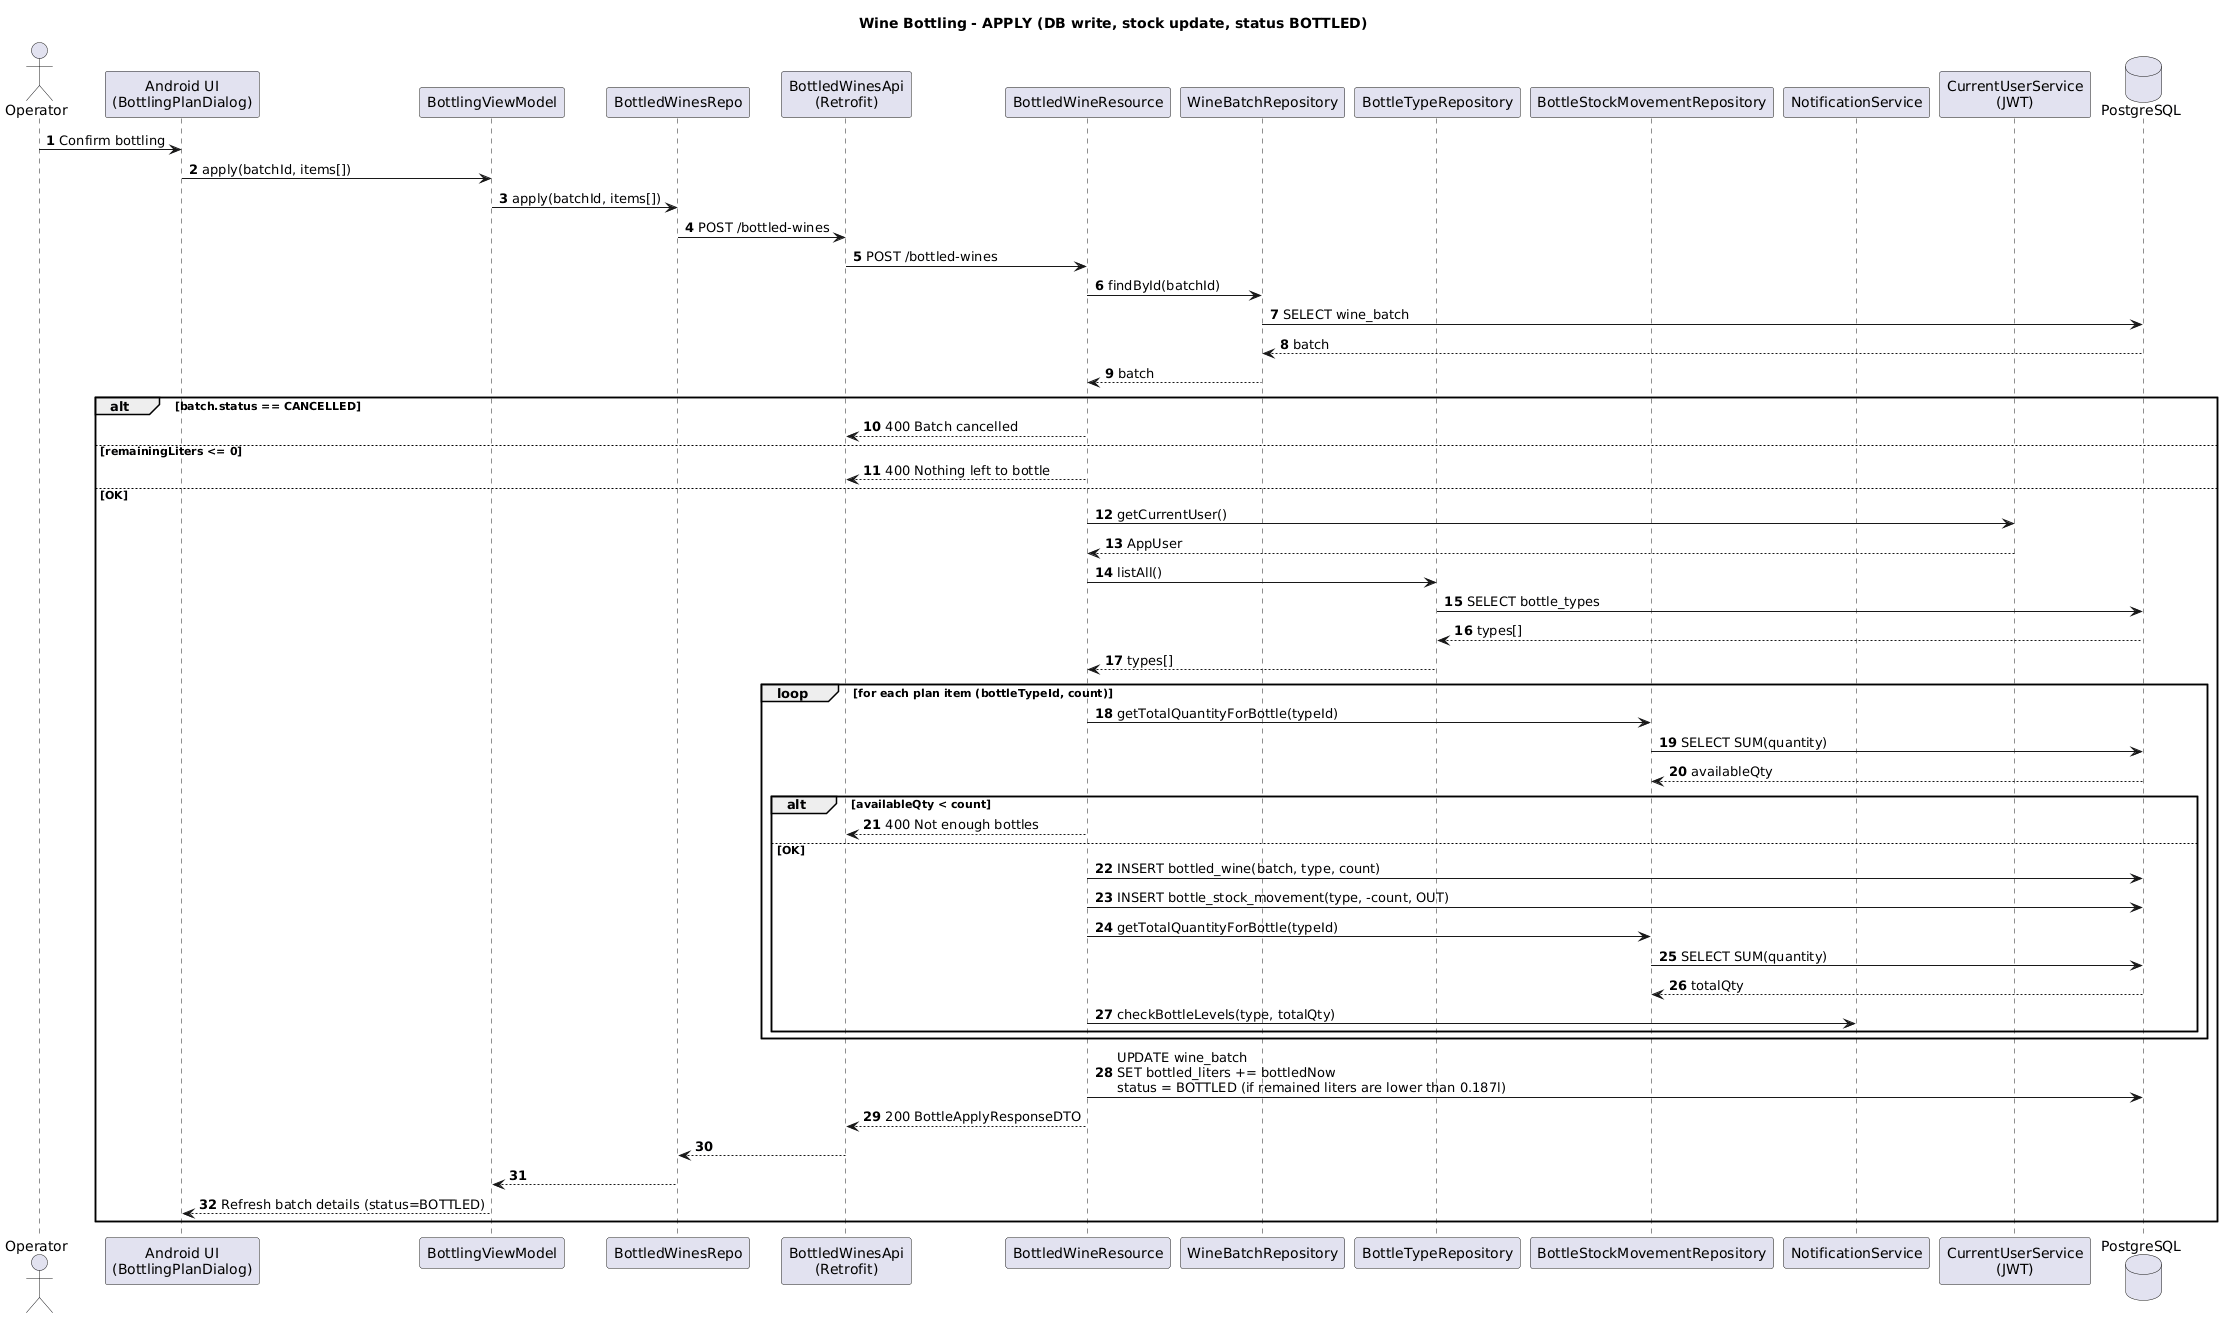 Wine Bottling - APPLY (DB write, stock update, status BOTTLED)
Operator
Android UI
(BottlingPlanDialog)
BottlingViewModel
BottledWinesRepo
BottledWinesApi
(Retrofit)
BottledWineResource
WineBatchRepository
BottleTypeRepository
BottleStockMovementRepository
NotificationService
CurrentUserService
(JWT)
PostgreSQL
1 Confirm bottling
2 apply(batchId, items[])
3 apply(batchId, items[])
4 POST /bottled-wines
5 POST /bottled-wines
6 findById(batchId)
7 SELECT wine_batch
8 batch
9 batch
alt [batch.status == CANCELLED]
10 400 Batch cancelled
[remainingLiters <= 0]
11 400 Nothing left to bottle
[OK]
12 getCurrentUser()
13 AppUser
14 listAll()
15 SELECT bottle_types
16 types[]
17 types[]
loop [for each plan item (bottleTypeId, count)]
18 getTotalQuantityForBottle(typeId)
19 SELECT SUM(quantity)
20 availableQty
alt [availableQty < count]
21 400 Not enough bottles
[OK]
22 INSERT bottled_wine(batch, type, count)
23 INSERT bottle_stock_movement(type, -count, OUT)
24 getTotalQuantityForBottle(typeId)
25 SELECT SUM(quantity)
26 totalQty
27 checkBottleLevels(type, totalQty)
UPDATE wine_batch
28 SET bottled_liters += bottledNow
status = BOTTLED (if remained liters are lower than 0.187l)
29 200 BottleApplyResponseDTO
30
31
32 Refresh batch details (status=BOTTLED)
Operator
Android UI
(BottlingPlanDialog)
BottlingViewModel
BottledWinesRepo
BottledWinesApi
(Retrofit)
BottledWineResource
WineBatchRepository
BottleTypeRepository
BottleStockMovementRepository
NotificationService
CurrentUserService
(JWT)
PostgreSQL